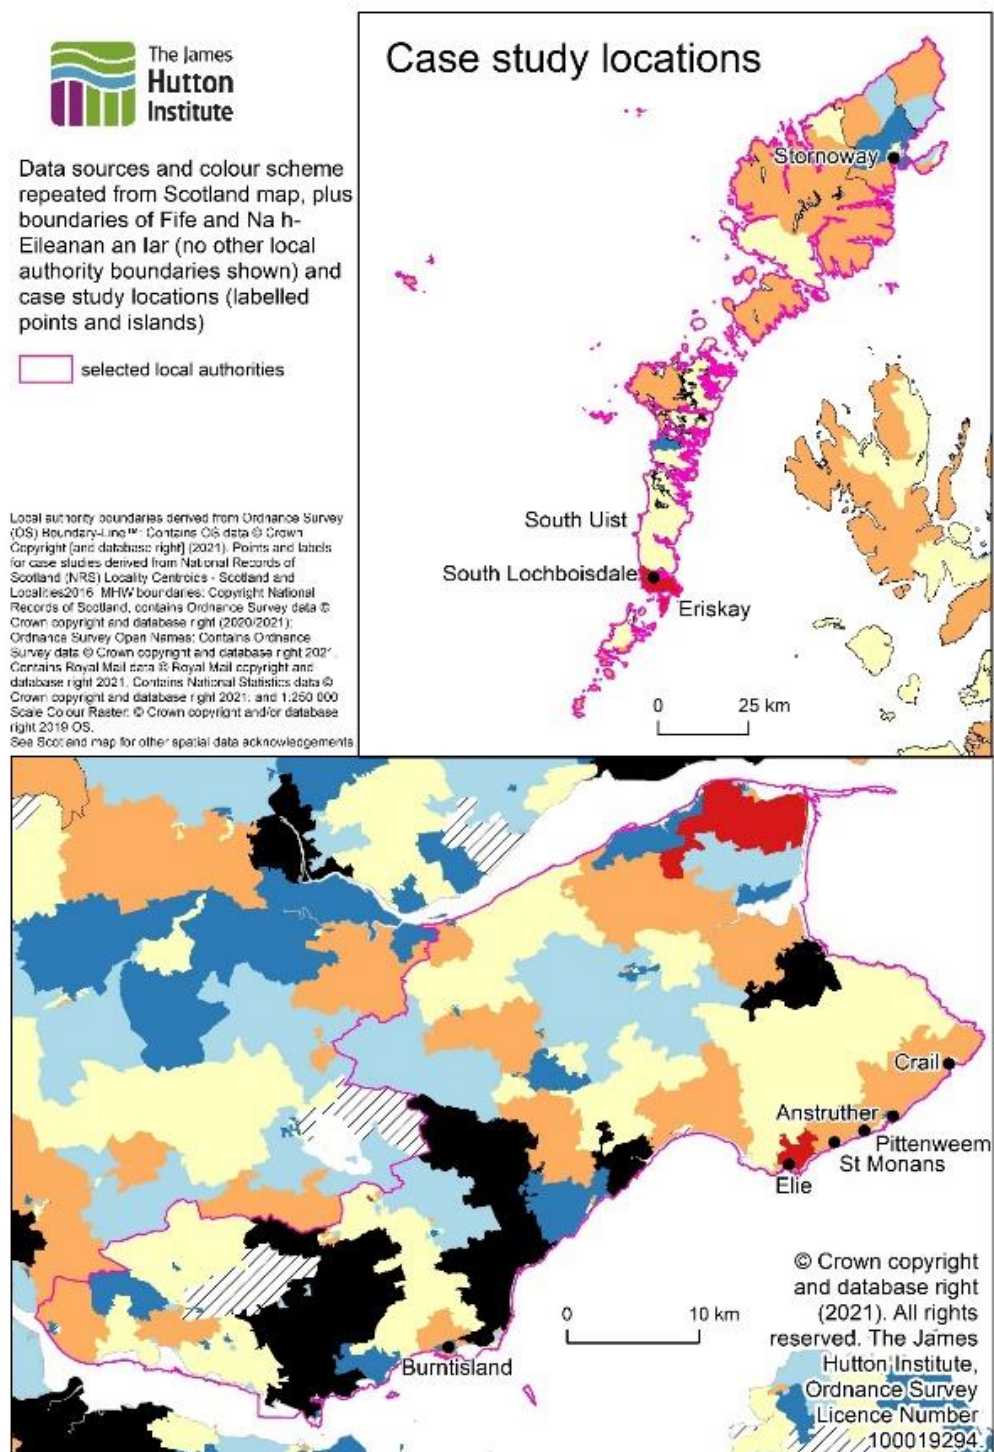 The James
Hutton
Institute
Data sources and colour scheme
repeated from Scotland map, plus
boundaries of Fife and Na h-
Eileanan an Iar (no other local
authority boundaries shown) and
case study locations (labelled
points and islands)
selected local authorities
Local authority boundaries derived from Ordnance Survey
(OS) Boundary-Line™: Contains OS data © Crown
Copyright [and database right] (2021). Points and labels
for case studies derived from National Records of
Scotland (NRS) Locality Centroids - Scotland and
Localities2016 MHW boundaries: Copyright National
Records of Scotland, contains Ordnance Survey data ©
Crown copyright and database right (2020/2021);
Ordnance Survey Open Names: Contains Ordnance
Survey data © Crown copyright and database right 2021.
Contains Royal Mail data © Royal Mail copyright and
database right 2021. Contains National Statistics data ©
Crown copyright and database right 2021; and 1:250 000
Scale Colour Raster: © Crown copyright and/or database
right 2019 OS.
See Scotland map for other spatial data acknowledgements
Case study locations
Stornoway
South Uist
South Lochboisdale
Eriskay
0 25 km
Crail
Anstruther
Pittenweem
St Monans
Elie
Burntisland
0 10 km
© Crown copyright
and database right
(2021). All rights
reserved. The James
Hutton Institute,
Ordnance Survey
Licence Number
100019294